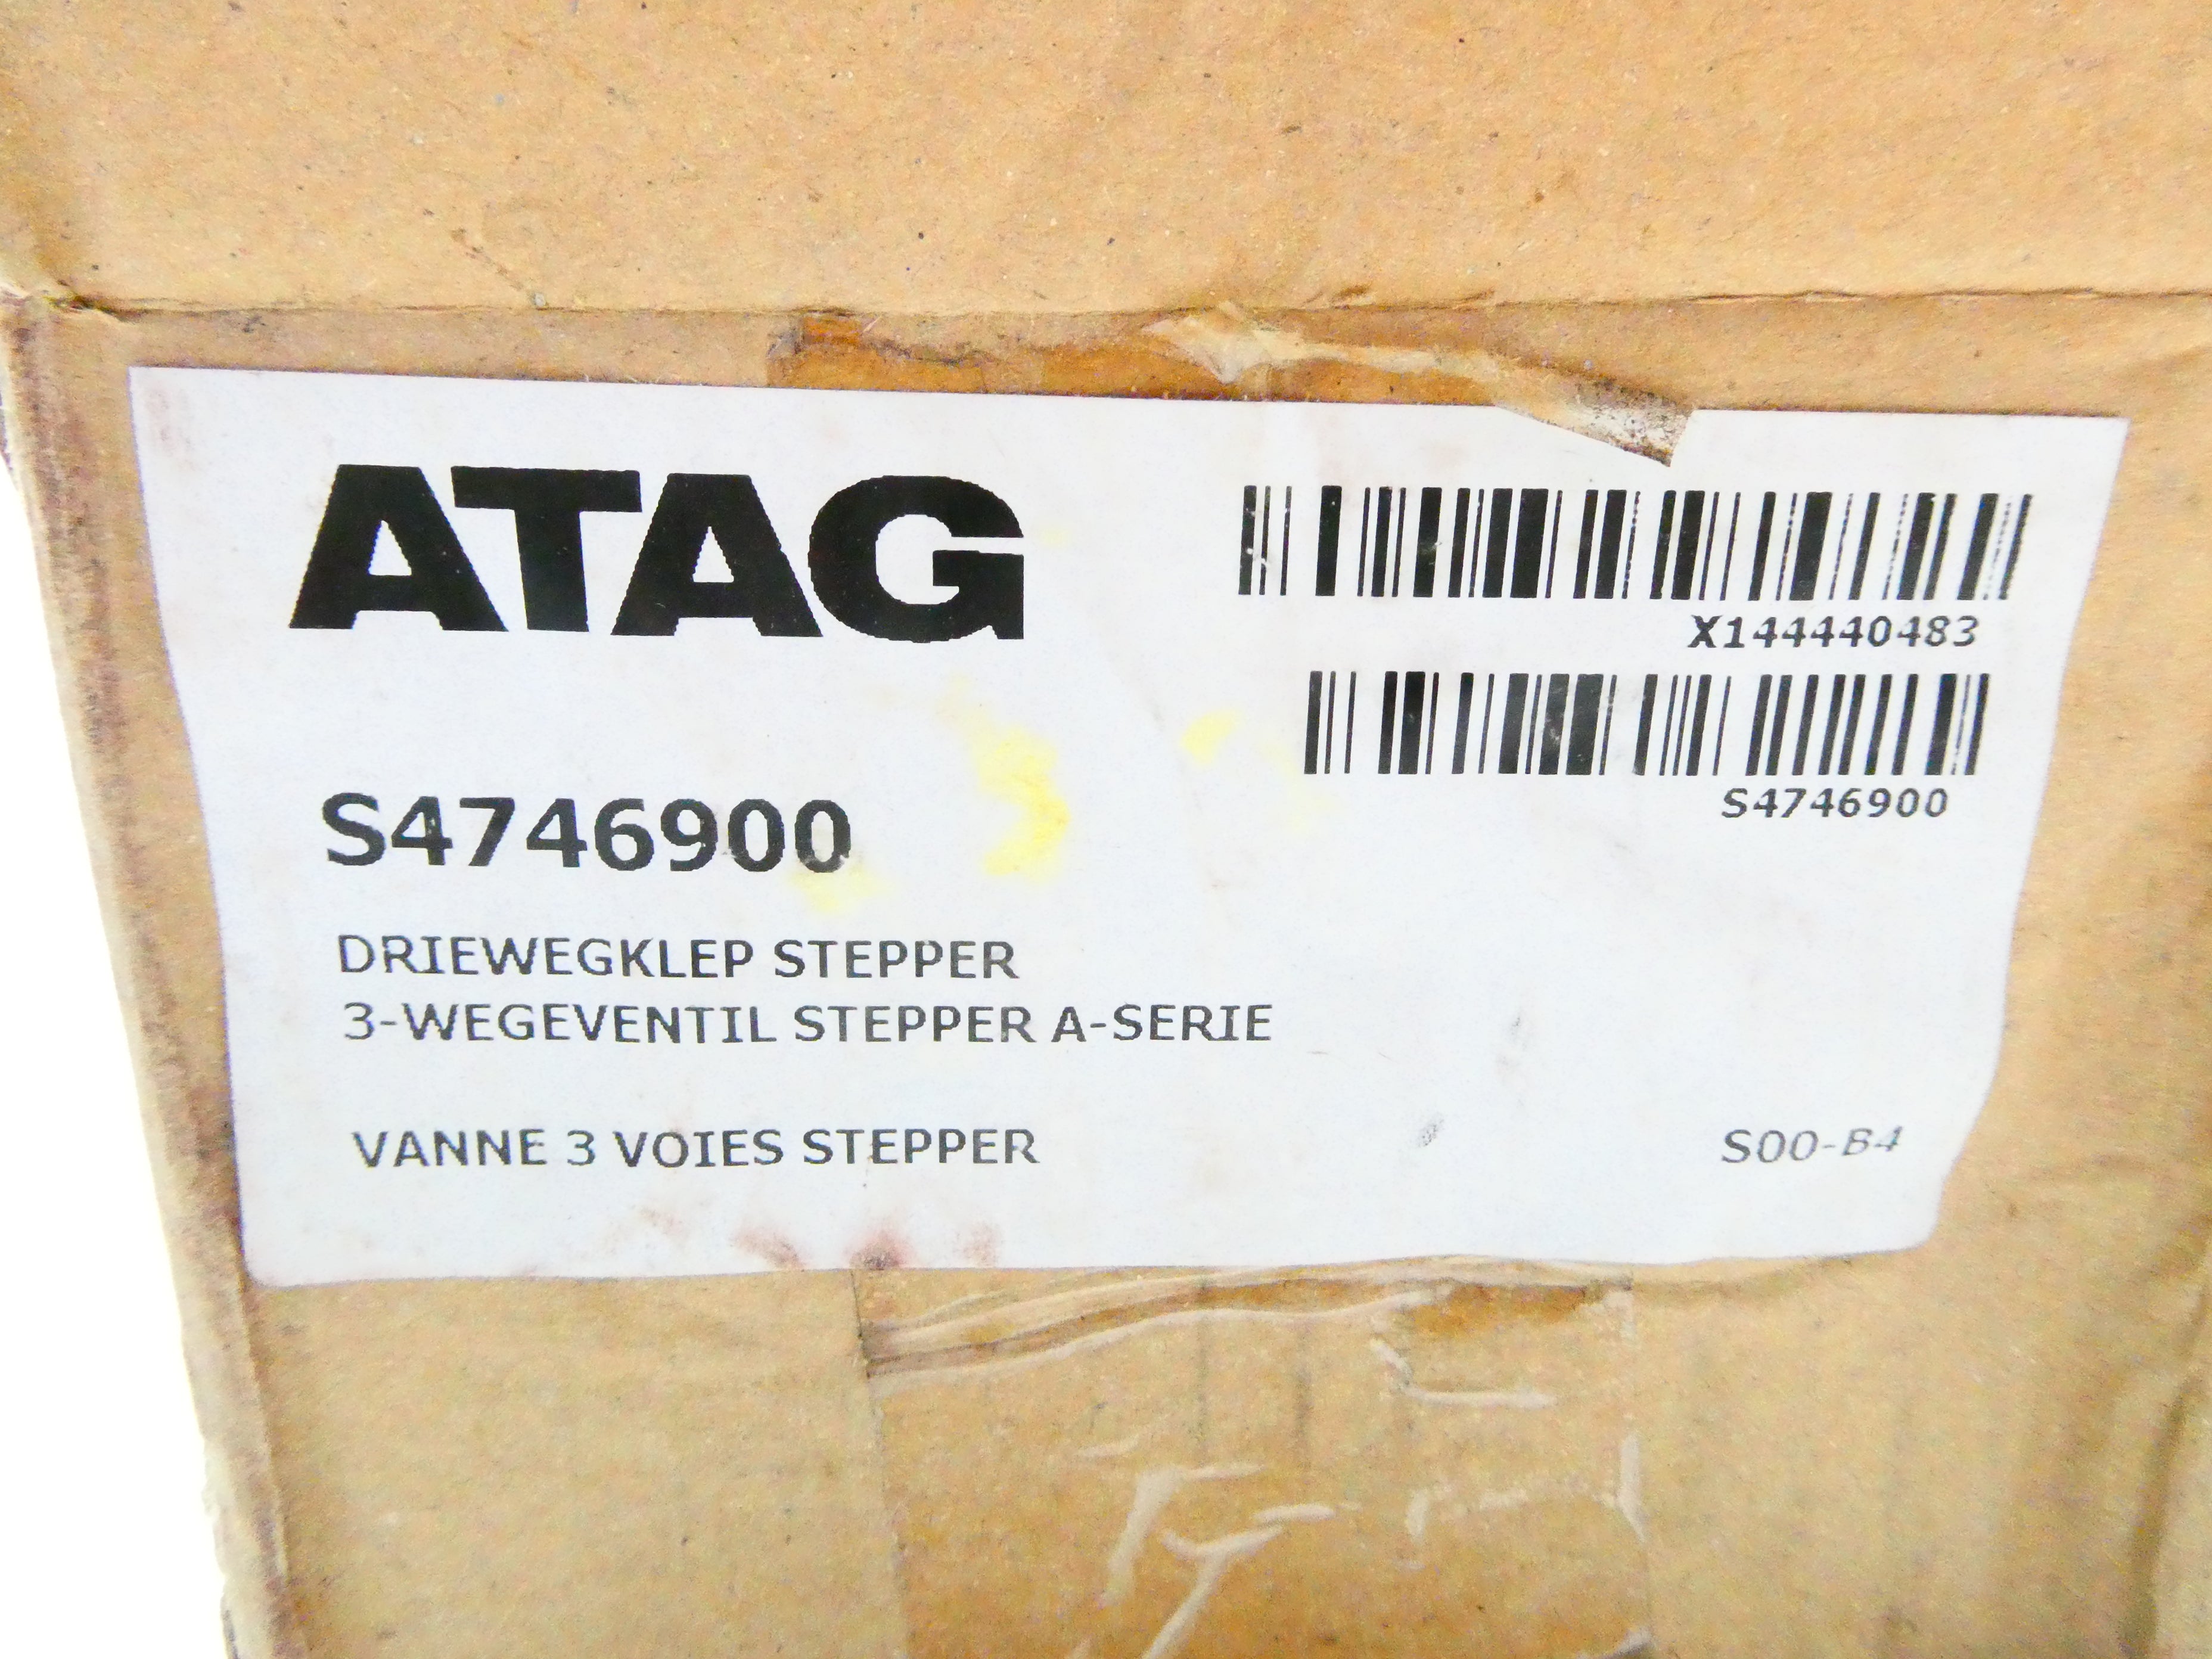 ATAG
X144440483
S4746900
S4746900
DRIEWEGKLEP STEPPER
3-WEGEVENTIL STEPPER A-SERIE
VANNE 3 VOIES STEPPER
S00-B4